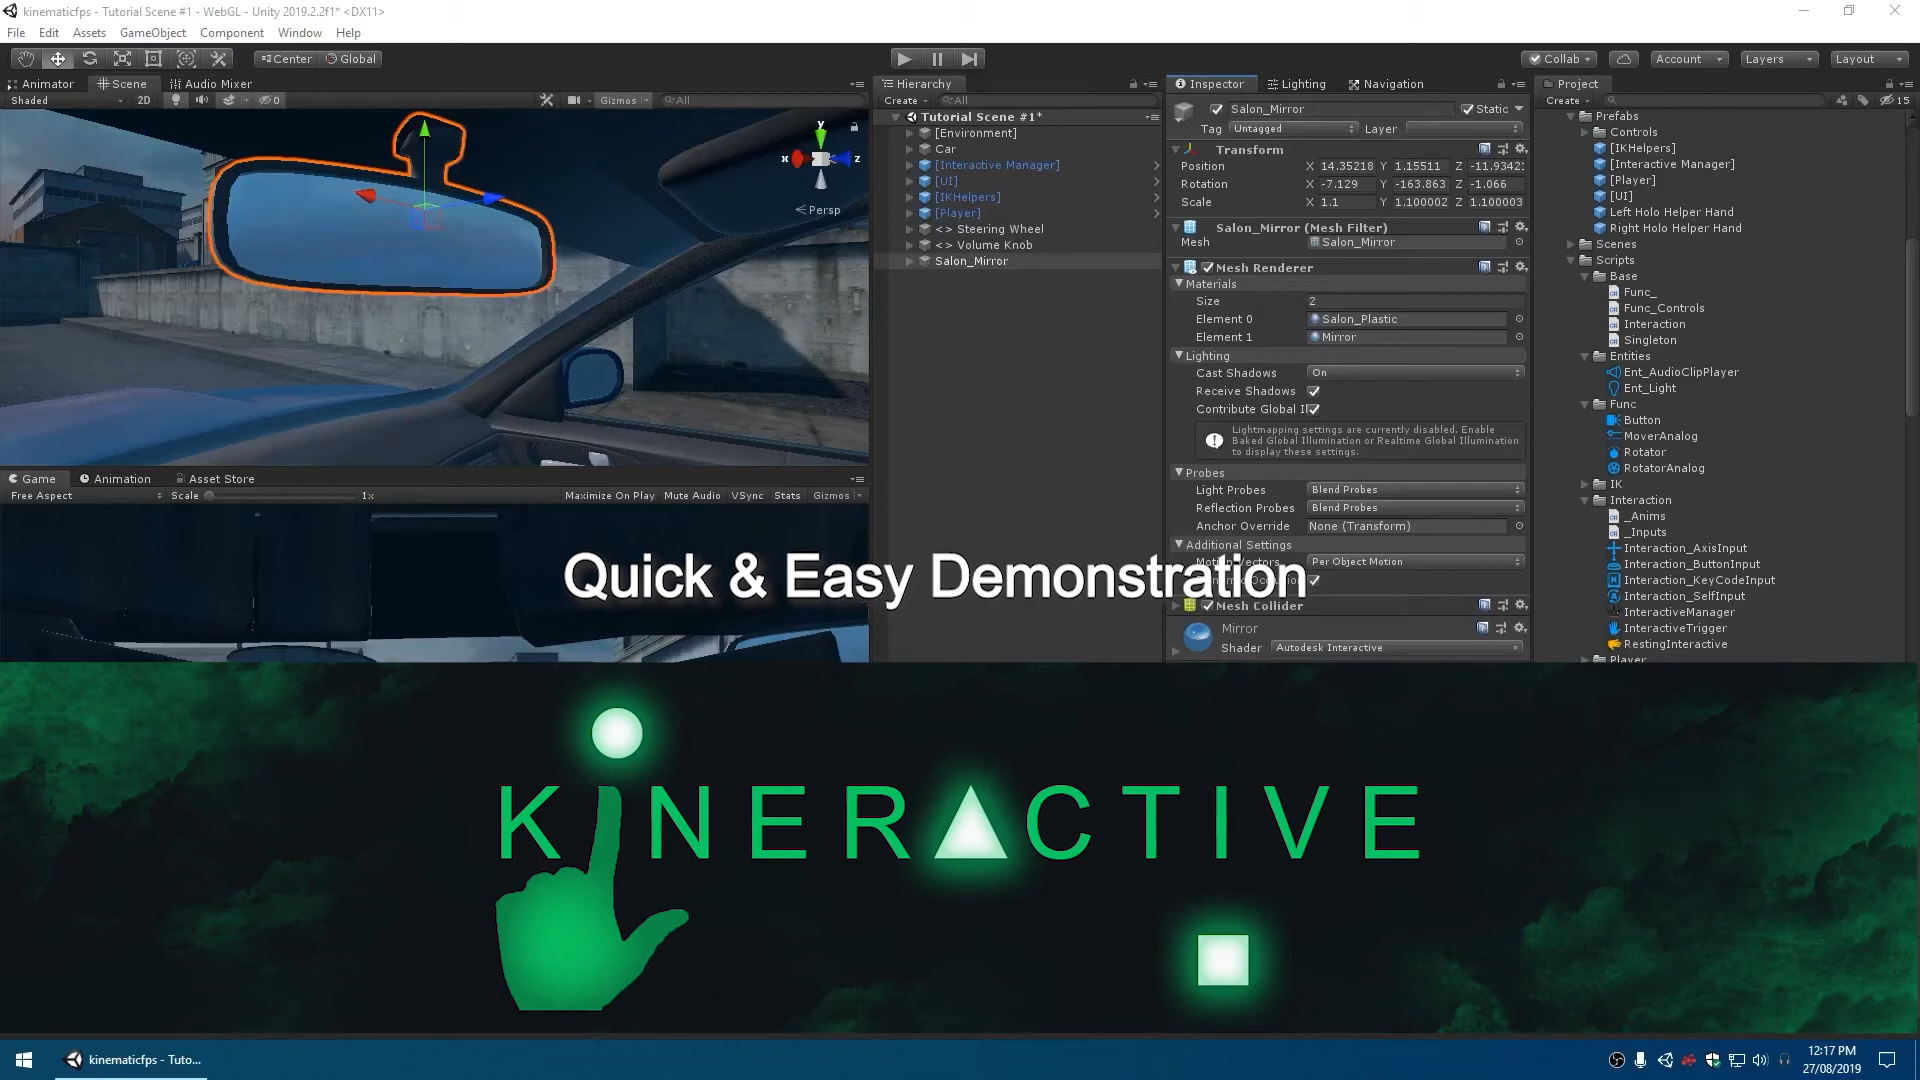 kinematicfps - Tutorial Scene #1 - WebGL - Unity 2019.2.2f1* <DX11>
File Edit Assets GameObject Component Window Help
Center Global
Collab Account Layers Layout
Animator Scene Audio Mixer
Shaded 2D 0 Gizmos All
y
x z
Persp
Game Animation Asset Store
Free Aspect Scale 1x Maximize On Play Mute Audio VSync Stats Gizmos
Hierarchy
Create All
Tutorial Scene #1*
[Environment]
Car
[Interactive Manager]
[UI]
[IKHelpers]
[Player]
<> Steering Wheel
<> Volume Knob
Salon_Mirror
Inspector Lighting Navigation
Salon_Mirror Static
Tag Untagged Layer
Transform
Position X 14.35218 Y 1.15511 Z -11.9342
Rotation X -7.129 Y -163.863 Z -1.066
Scale X 1.1 Y 1.100002 Z 1.100003
Salon_Mirror (Mesh Filter)
Mesh Salon_Mirror
Mesh Renderer
Materials
Size 2
Element 0 Salon_Plastic
Element 1 Mirror
Lighting
Cast Shadows On
Receive Shadows
Contribute Global I
Lightmapping settings are currently disabled. Enable
Baked Global Illumination or Realtime Global Illumination
to display these settings.
Probes
Light Probes Blend Probes
Reflection Probes Blend Probes
Anchor Override None (Transform)
Additional Settings
Per Object Motion
Mesh Collider
Mirror
Shader Autodesk Interactive
Project
Create 15
Prefabs
Controls
[IKHelpers]
[Interactive Manager]
[Player]
[UI]
Left Holo Helper Hand
Right Holo Helper Hand
Scenes
Scripts
Base
Func_
Func_Controls
Interaction
Singleton
Entities
Ent_AudioClipPlayer
Ent_Light
Func
Button
MoverAnalog
Rotator
RotatorAnalog
IK
Interaction
_Anims
_Inputs
Interaction_AxisInput
Interaction_ButtonInput
Interaction_KeyCodeInput
Interaction_SelfInput
InteractiveManager
InteractiveTrigger
RestingInteractive
Player
Quick & Easy Demonstration
KINERACTIVE
kinematicfps - Tuto...
12:17 PM
27/08/2019